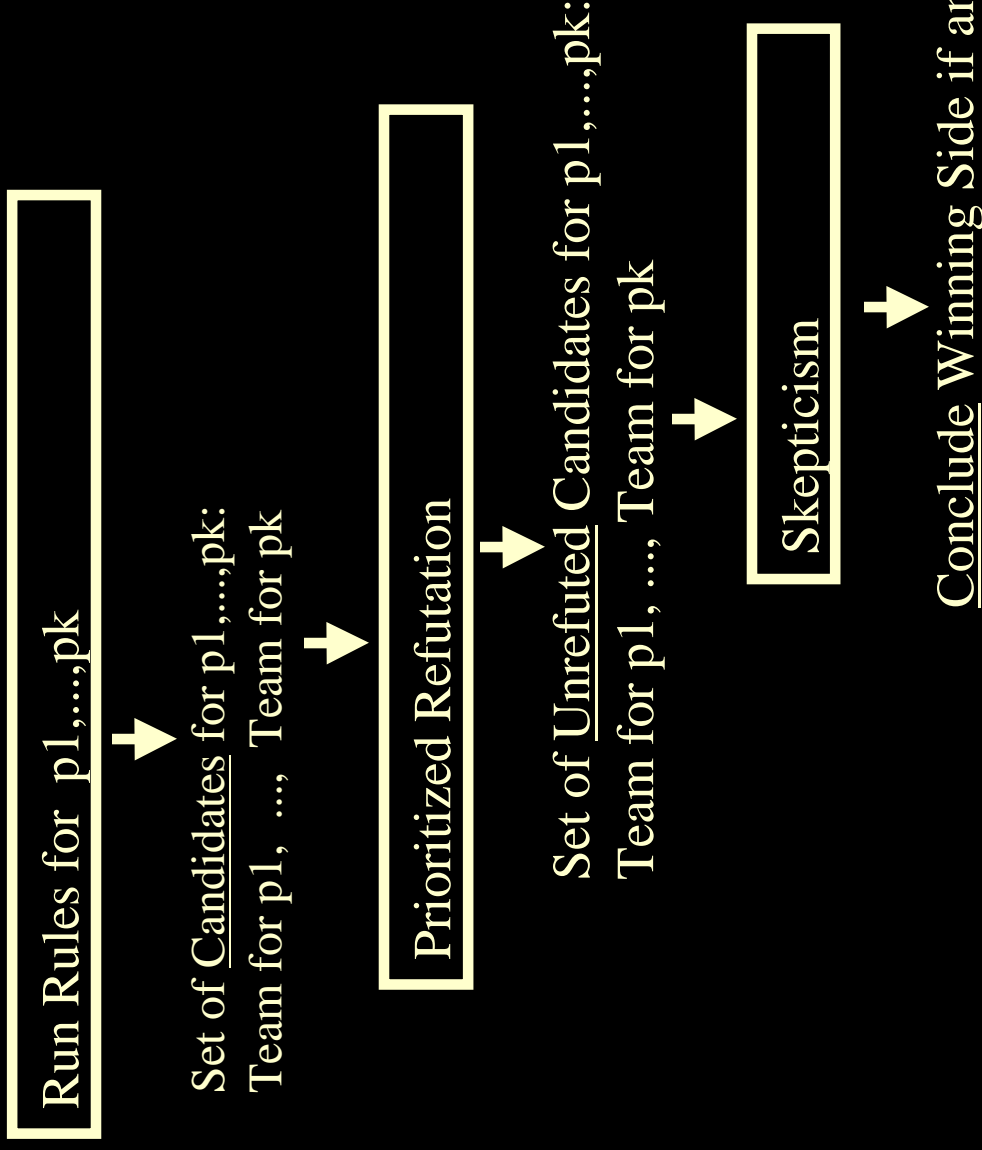 Run Rules for p1,...,pk
Set of Candidates for p1,...,pk:
Team for p1, ..., Team for pk
Prioritized Refutation
Set of Unrefuted Candidates for p1,...,pk:
Team for p1, ..., Team for pk
Skepticism
Conclude Winning Side if